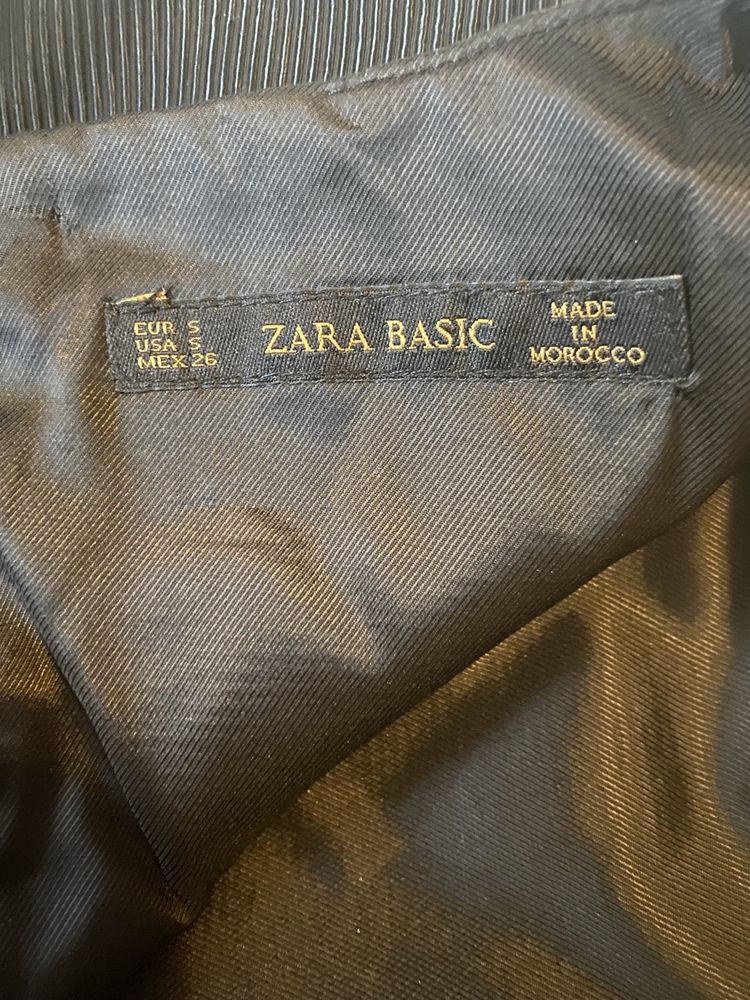 EUR S
USA S
MEX 26
ZARA BASIC
MADE
IN
MOROCCO